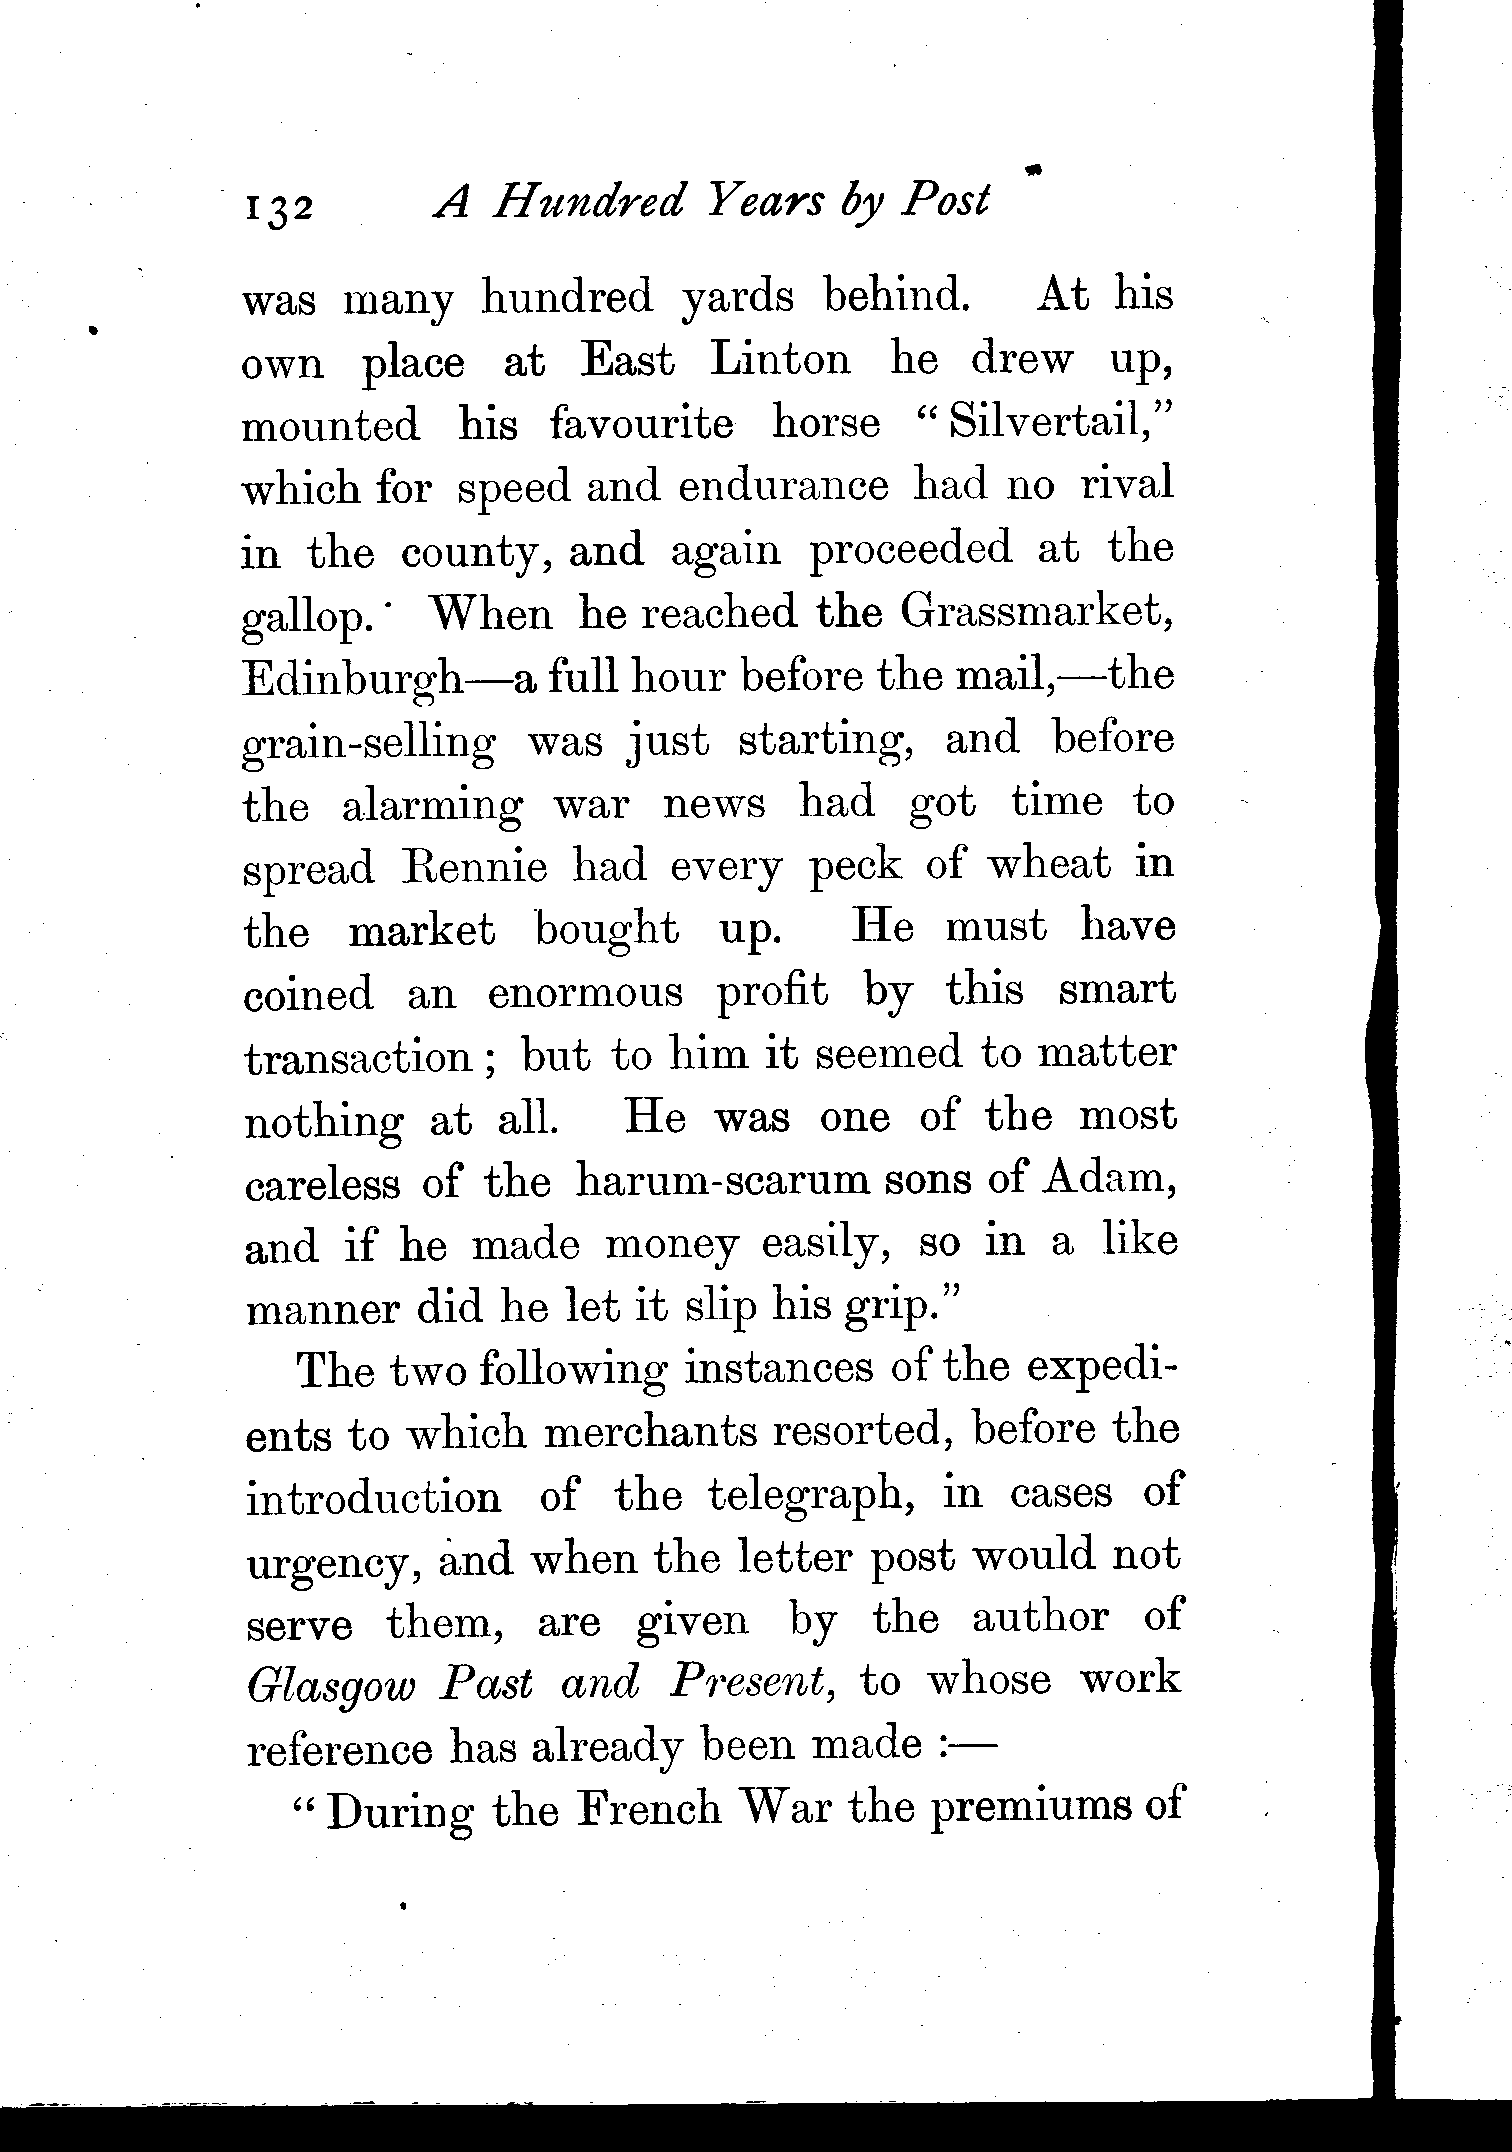 132 A Hundred Years by Post
was many hundred yards behind. At his
own place at East Linton he drew up,
mounted his favourite horse “Silvertail,”
which for speed and endurance had no rival
in the county, and again proceeded at the
gallop. When he reached the Grassmarket,
Edinburgh—a full hour before the mail,—the
grain-selling was just starting, and before
the alarming war news had got time to
spread Rennie had every peck of wheat in
the market bought up. He must have
coined an enormous profit by this smart
transaction; but to him it seemed to matter
nothing at all. He was one of the most
careless of the harum-scarum sons of Adam,
and if he made money easily, so in a like
manner did he let it slip his grip.”
The two following instances of the expedi-
ents to which merchants resorted, before the
introduction of the telegraph, in cases of
urgency, and when the letter post would not
serve them, are given by the author of
Glasgow Past and Present, to whose work
reference has already been made :—
“During the French War the premiums of